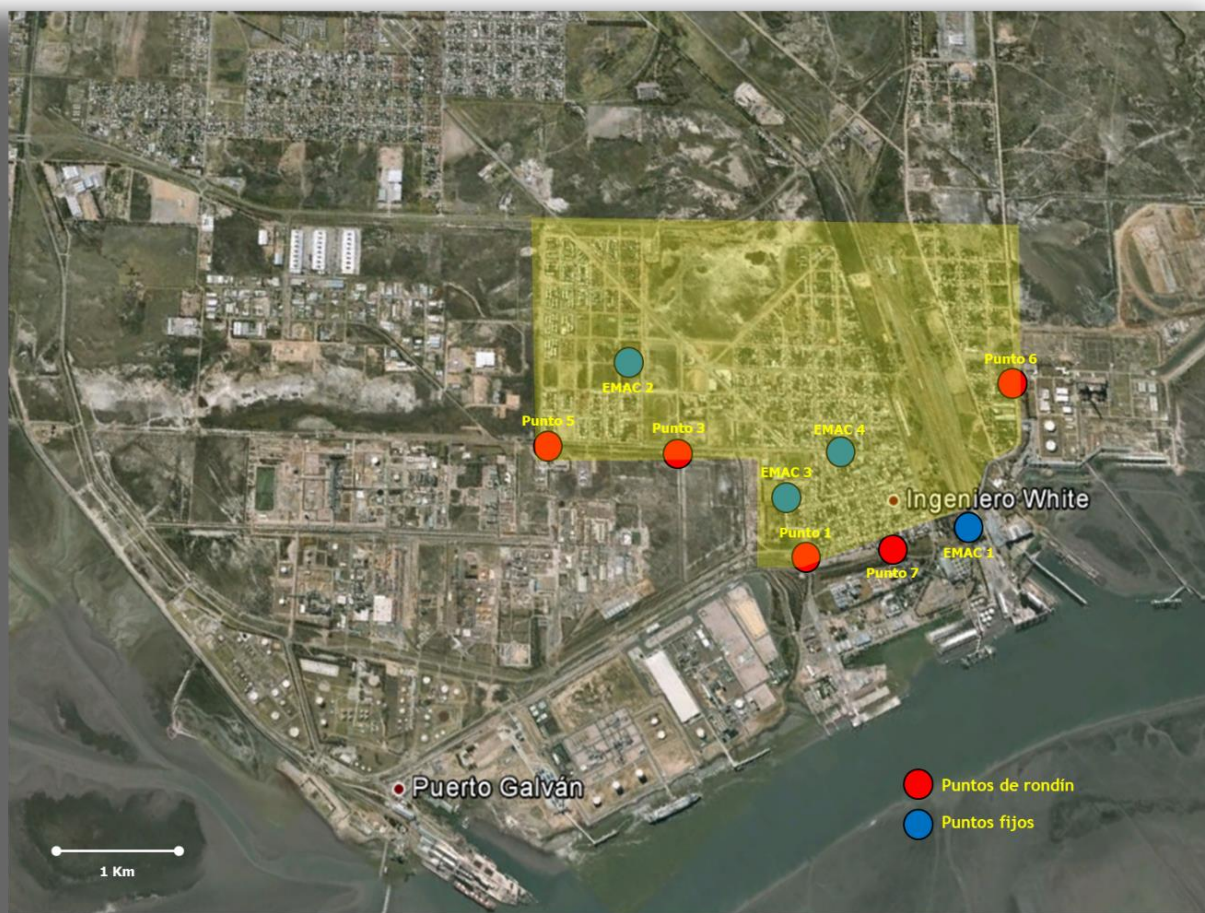 EMAC 2
Punto 6
Punto 5
Punto 3
EMAC 4
EMAC 3
Ingeniero White
Punto 1
EMAC 1
Punto 7
Puerto Galván
Puntos de rondín
Puntos fijos
1 Km